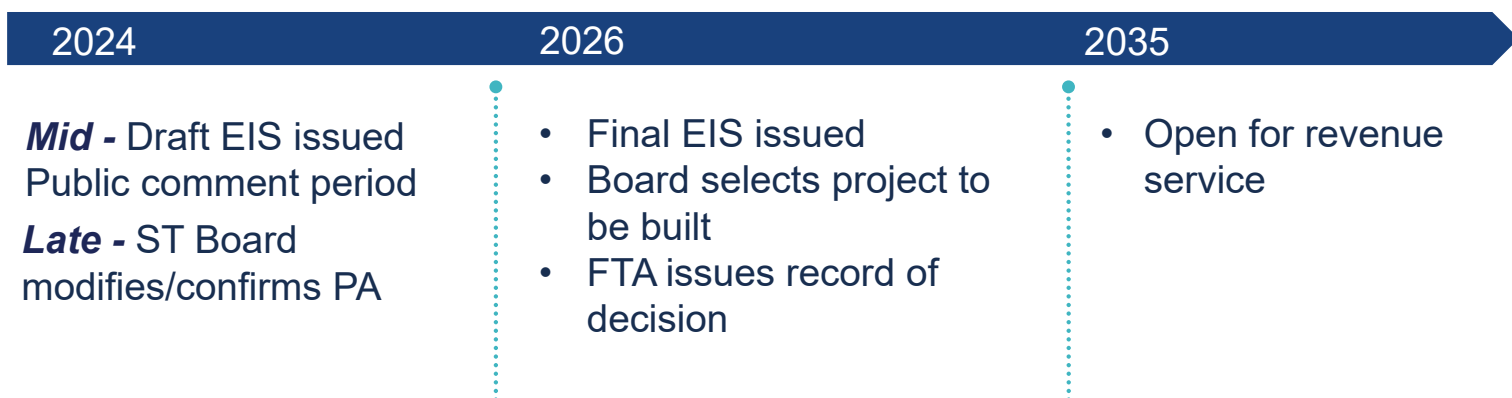 2024
Mid - Draft EIS issued
Public comment period
Late - ST Board
modifies/confirms PA
2026
• Final EIS issued
• Board selects project to
be built
• FTA issues record of
decision
2035
• Open for revenue
service